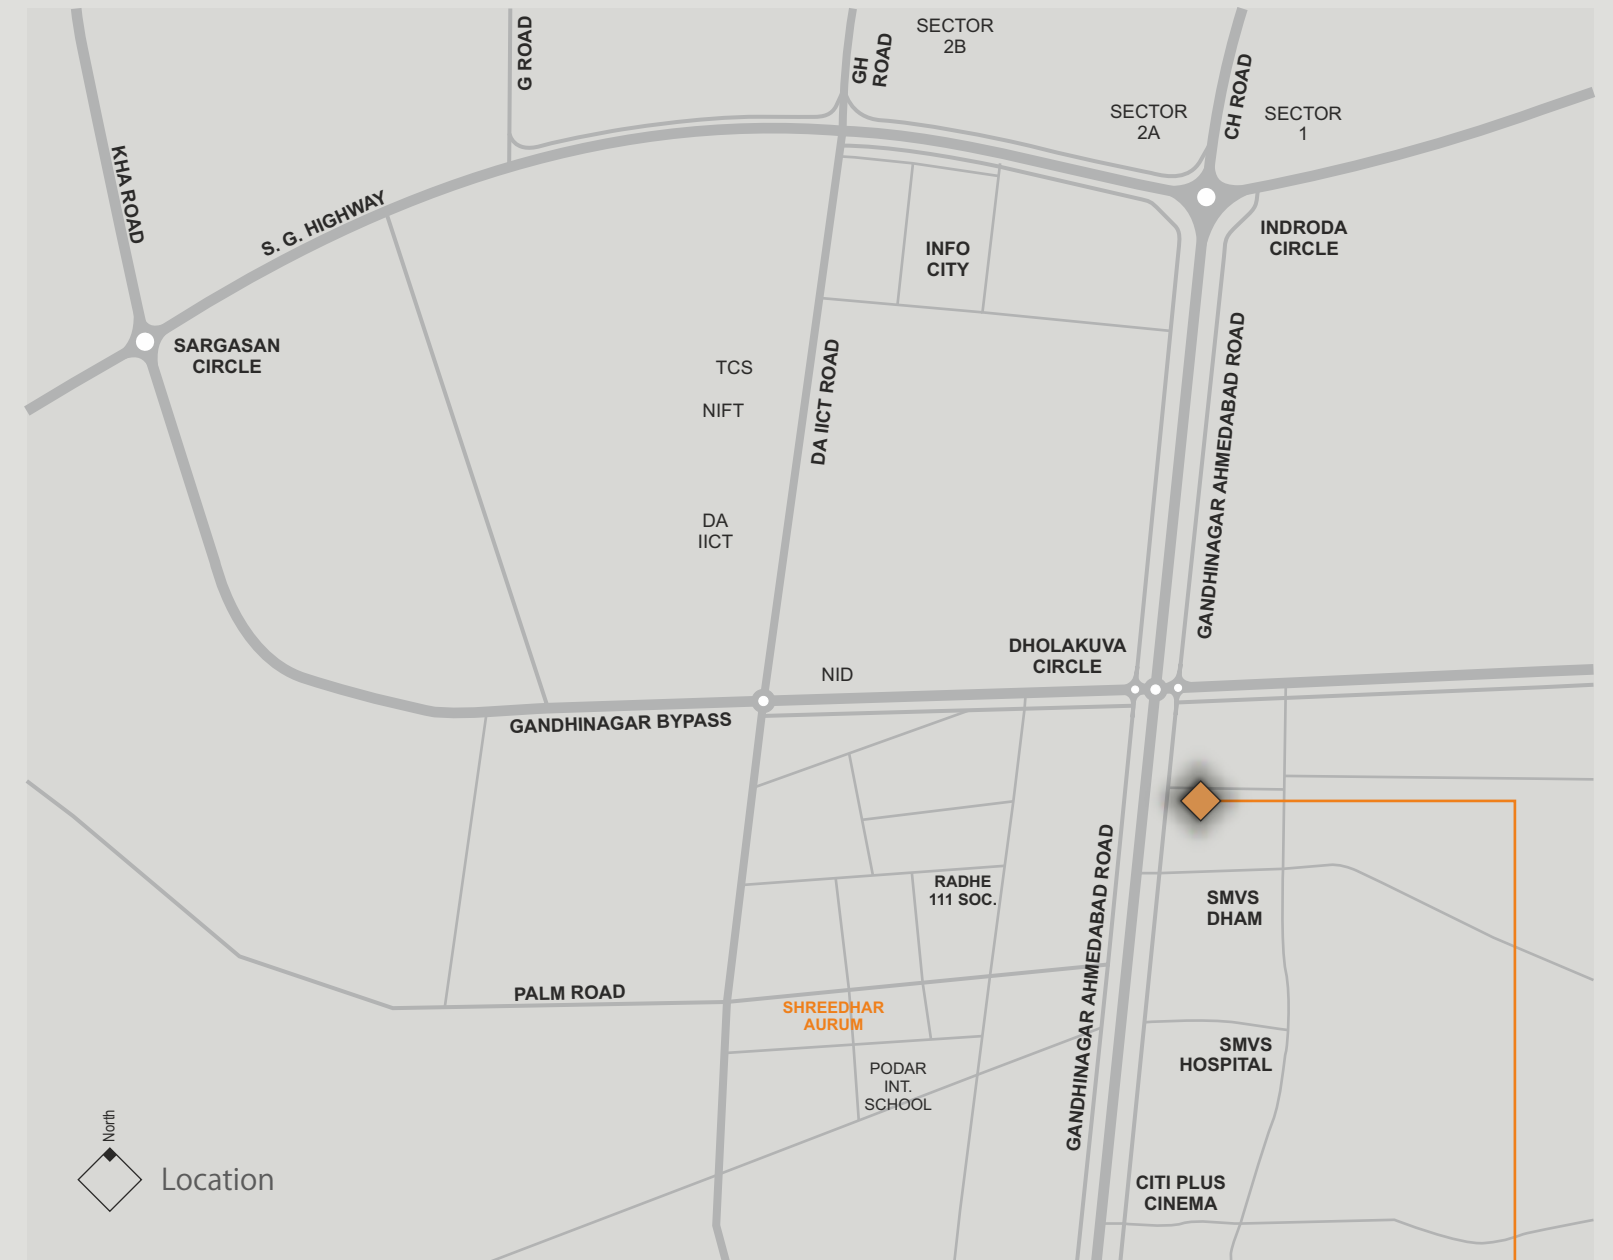 G ROAD
GH
ROAD
SECTOR
2B
CH ROAD
SECTOR
2A
SECTOR
1
KHA ROAD
S. G. HIGHWAY
INDRODA
CIRCLE
INFO
CITY
SARGASAN
CIRCLE
TCS
NIFT
DA IICT ROAD
GANDHINAGAR AHMEDABAD ROAD
DA
IICT
DHOLAKUVA
CIRCLE
NID
GANDHINAGAR BYPASS
RADHE
111 SOC.
SMVS
DHAM
GANDHINAGAR AHMEDABAD ROAD
PALM ROAD
SHREEDHAR
AURUM
SMVS
HOSPITAL
PODAR
INT.
SCHOOL
North
Location
CITI PLUS
CINEMA